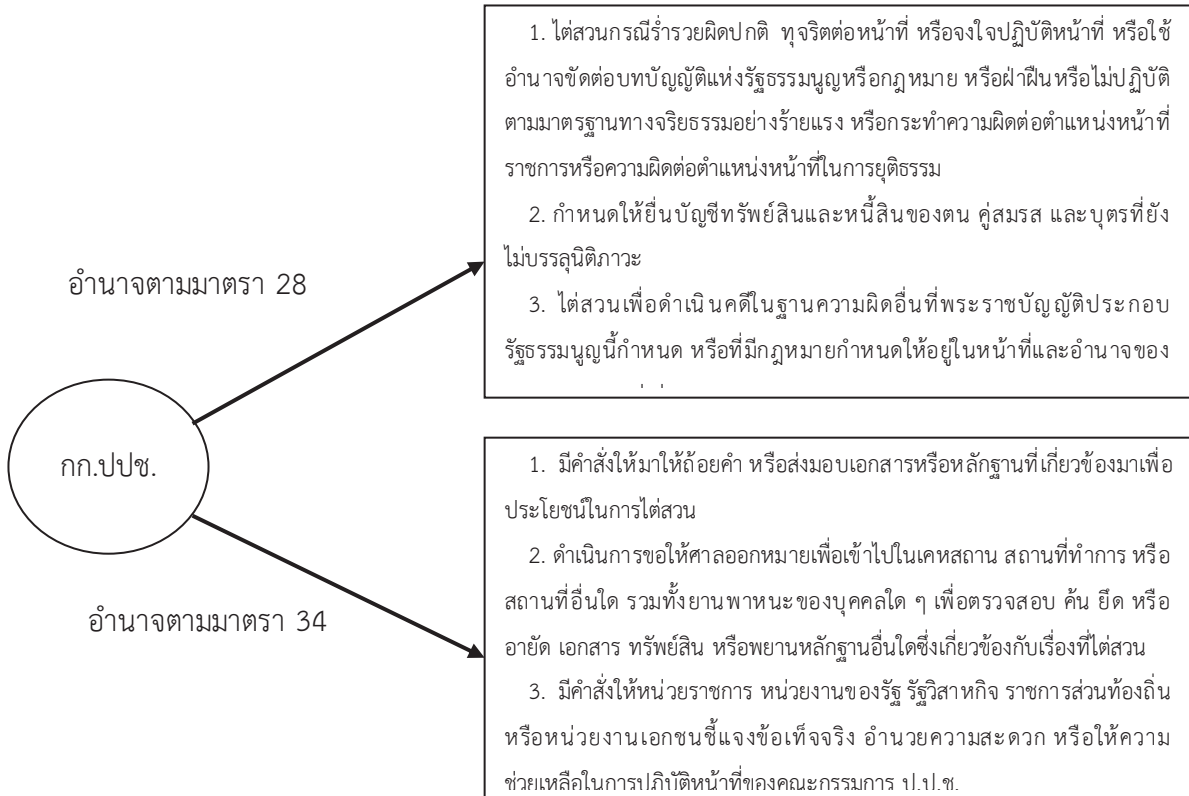 1. ไต่สวนกรณีร่ำรวยผิดปกติ ทุจริตต่อหน้าที่ หรือจงใจปฏิบัติหน้าที่ หรือใช้
อำนาจขัดต่อบทบัญญัติแห่งรัฐธรรมนูญหรือกฎหมาย หรือฝ่าฝืนหรือไม่ปฏิบัติ
ตามมาตรฐานทางจริยธรรมอย่างร้ายแรง หรือกระทำความผิดต่อตำแหน่งหน้าที่
ราชการหรือความผิดต่อตำแหน่งหน้าที่ในการยุติธรรม
2. กำหนดให้ยื่นบัญชีทรัพย์สินและหนี้สินของตน คู่สมรส และบุตรที่ยัง
ไม่บรรลุนิติภาวะ
3. ไต่สวนเพื่อดำเนินคดีในฐานความผิดอื่นที่พระราชบัญญัติประกอบ
รัฐธรรมนูญนี้กำหนด หรือที่มีกฎหมายกำหนดให้อยู่ในหน้าที่และอำนาจของ
อำนาจตามมาตรา 28
กก.ปปช.
อำนาจตามมาตรา 34
1. มีคำสั่งให้มาให้ถ้อยคำ หรือส่งมอบเอกสารหรือหลักฐานที่เกี่ยวข้องมาเพื่อ
ประโยชน์ในการไต่สวน
2. ดำเนินการขอให้ศาลออกหมายเพื่อเข้าไปในเคหสถาน สถานที่ทำการ หรือ
สถานที่อื่นใด รวมทั้งยานพาหนะของบุคคลใด ๆ เพื่อตรวจสอบ ค้น ยึด หรือ
อายัด เอกสาร ทรัพย์สิน หรือพยานหลักฐานอื่นใดซึ่งเกี่ยวข้องกับเรื่องที่ไต่สวน
3. มีคำสั่งให้หน่วยราชการ หน่วยงานของรัฐ รัฐวิสาหกิจ ราชการส่วนท้องถิ่น
หรือหน่วยงานเอกชนชี้แจงข้อเท็จจริง อำนวยความสะดวก หรือให้ความ
ช่วยเหลือในการปฏิบัติหน้าที่ของคณะกรรมการ ป.ป.ช.